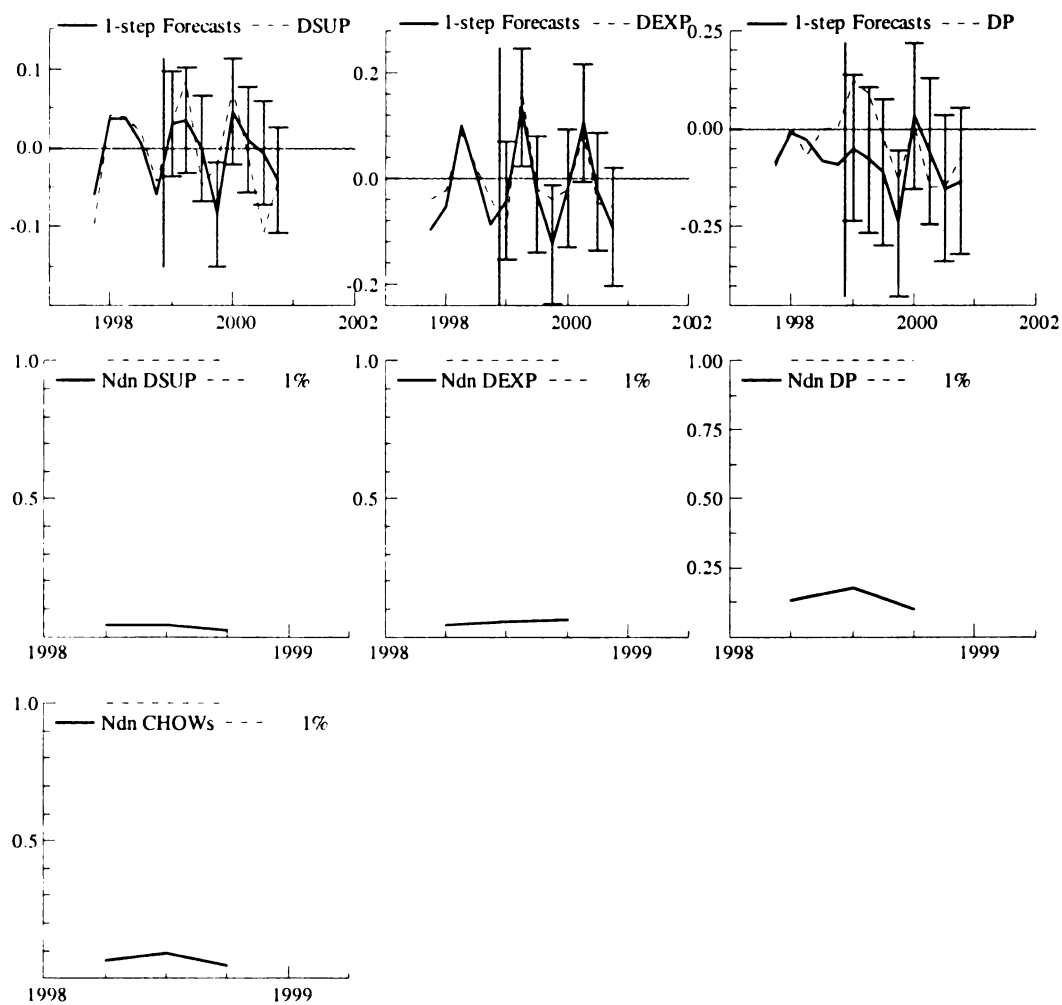 1-step Forecasts DSUP
0.1
0.0
-0.1
1998 2000 2002
1-step Forecasts DEXP
0.2
0.0
-0.2
1998 2000 2002
1-step Forecasts DP
0.25
0.00
-0.25
1998 2000 2002
1.0
Ndn DSUP 1%
0.5
1998 1999
1.0
Ndn DEXP 1%
0.5
1998 1999
1.00
Ndn DP 1%
0.75
0.50
0.25
1998 1999
1.0
Ndn CHOWs 1%
0.5
1998 1999